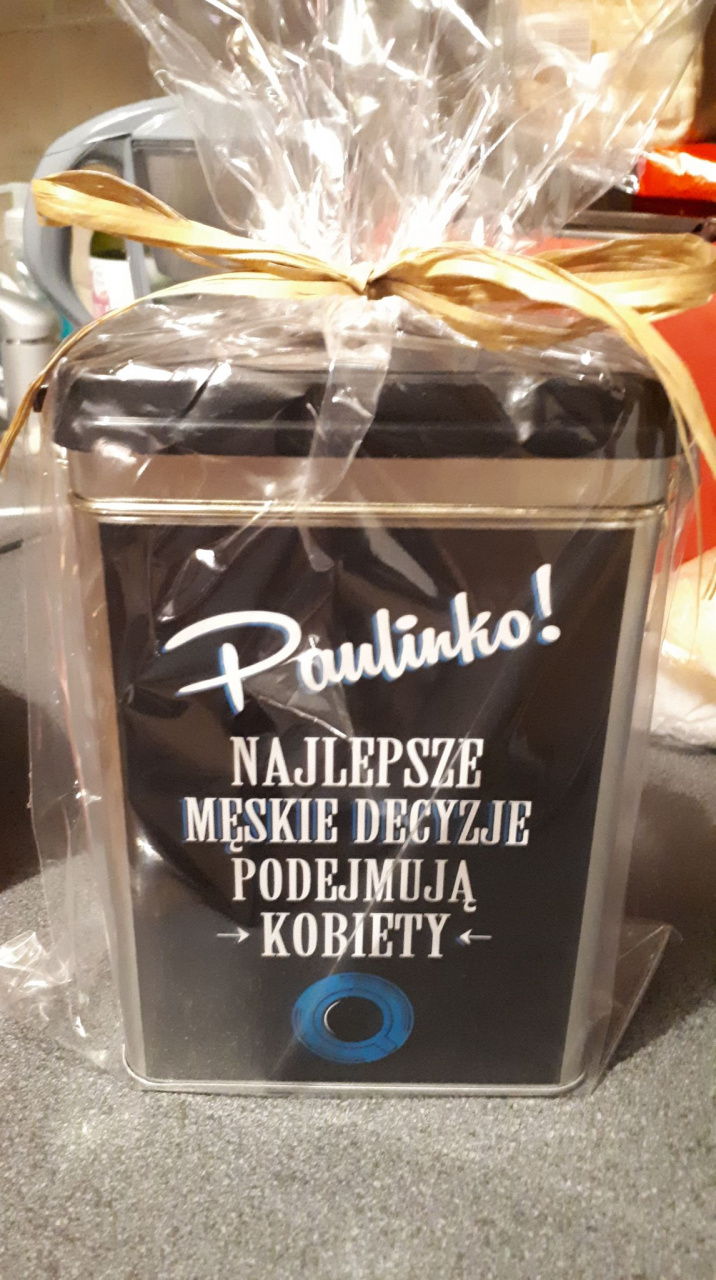 Paulinko!
NAJLEPSZE
MĘSKIE DECYZJE
PODEJMUJĄ
→KOBIETY←